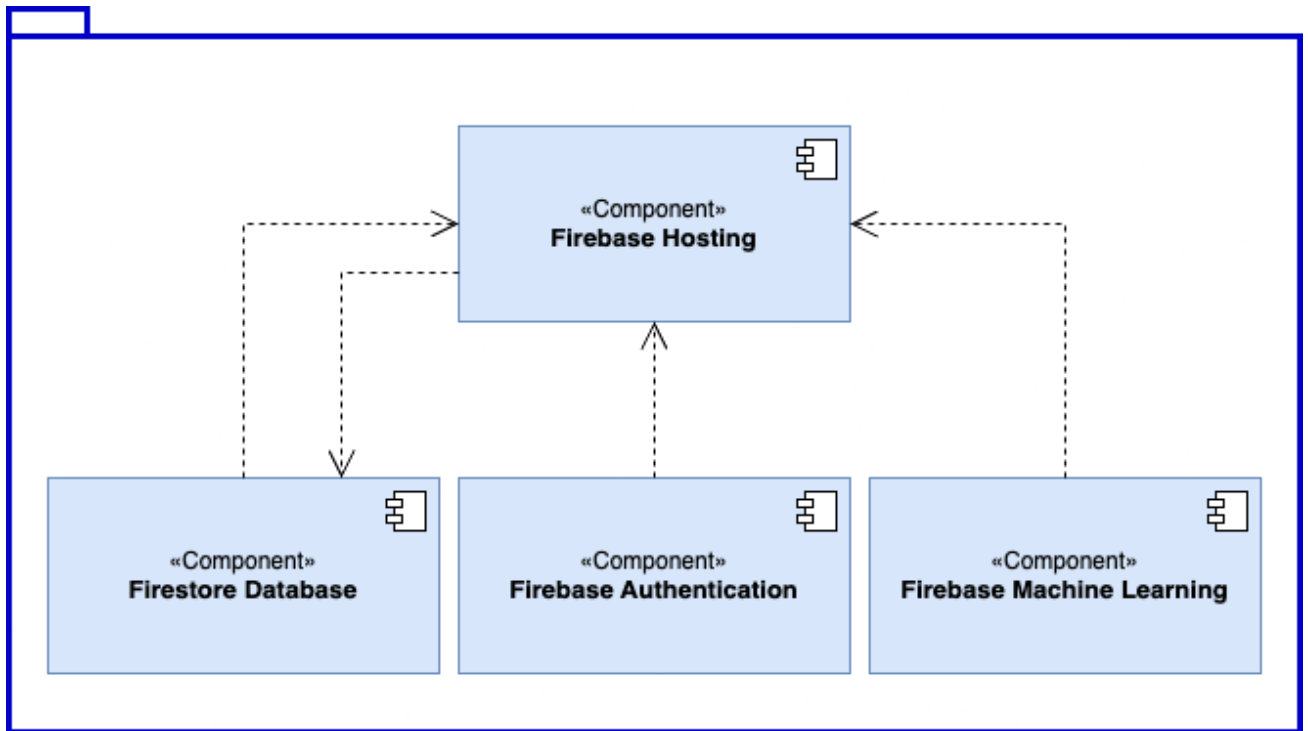 «Component»
Firebase Hosting
«Component»
Firestore Database
«Component»
Firebase Authentication
«Component»
Firebase Machine Learning